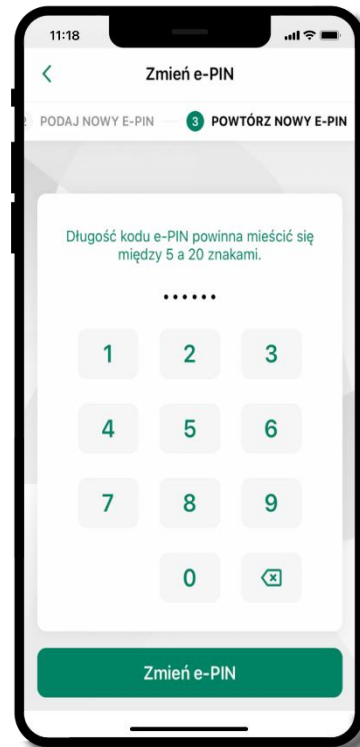 11:18
Zmień e-PIN
PODAJ NOWY E-PIN
3 POWTÓRZ NOWY E-PIN
Długość kodu e-PIN powinna mieścić się
między 5 a 20 znakami.
••••••
1 2 3
4 5 6
7 8 9
0
Zmień e-PIN